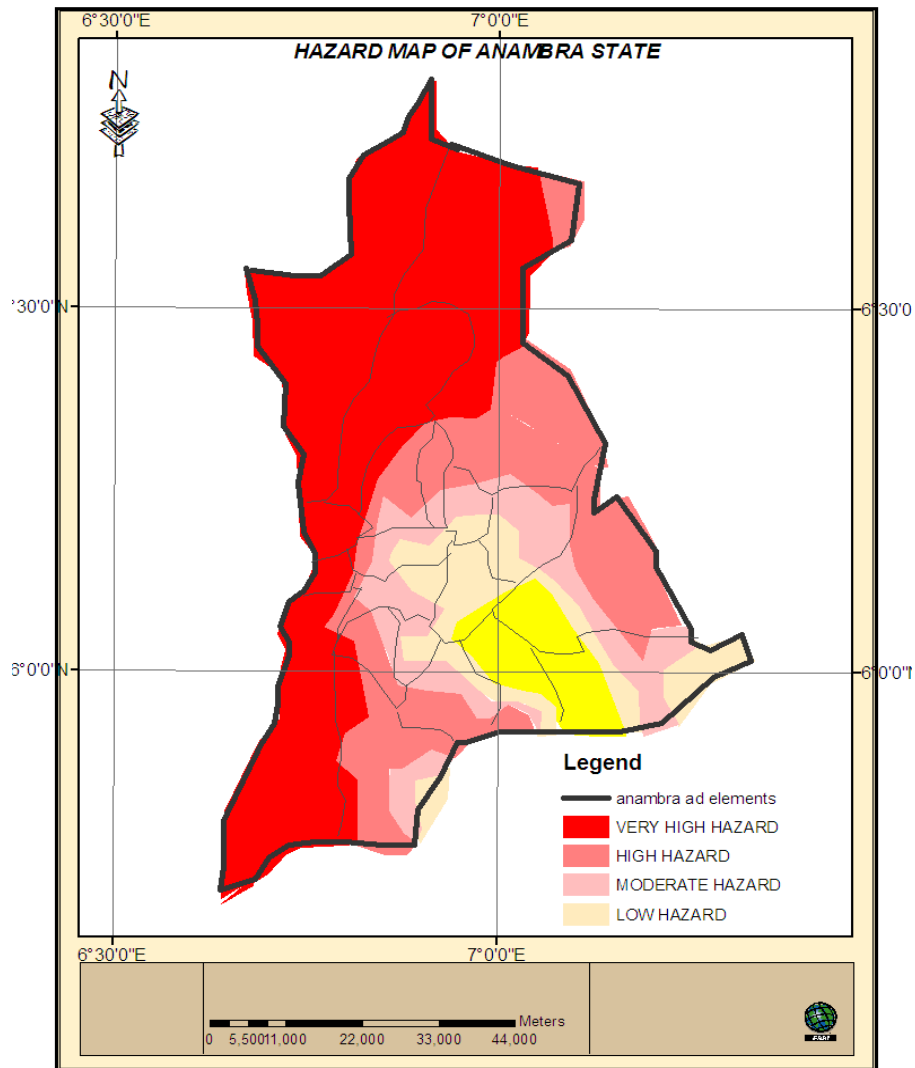 6°30'0"E 7°0'0"E
HAZARD MAP OF ANAMBRA STATE
N
°30'0"N 6°30'0
6°0'0"N 6°0'0"N
Legend
anambra ad elements
VERY HIGH HAZARD
HIGH HAZARD
MODERATE HAZARD
LOW HAZARD
6°30'0"E 7°0'0"E
Meters
0 5,500 11,000 22,000 33,000 44,000